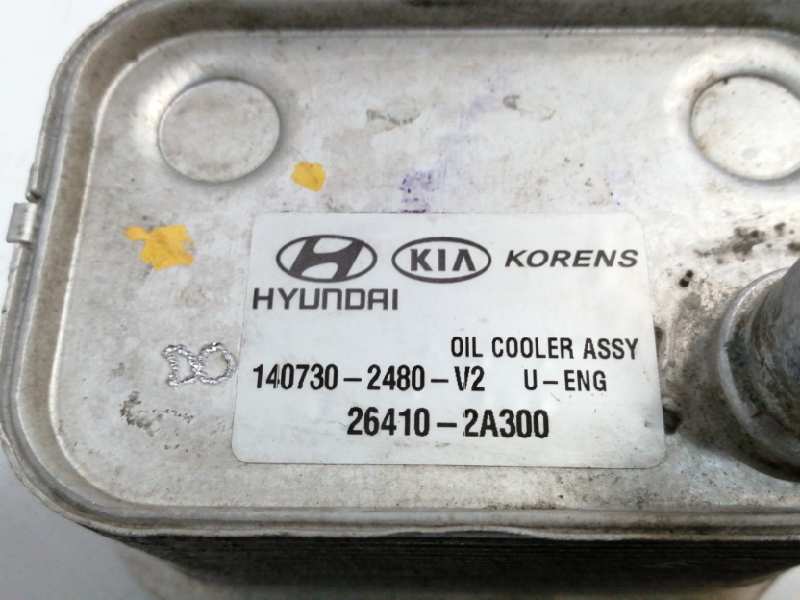 HYUNDAI KIA KORENS
OIL COOLER ASSY
140730-2480-V2 U-ENG
26410-2A300